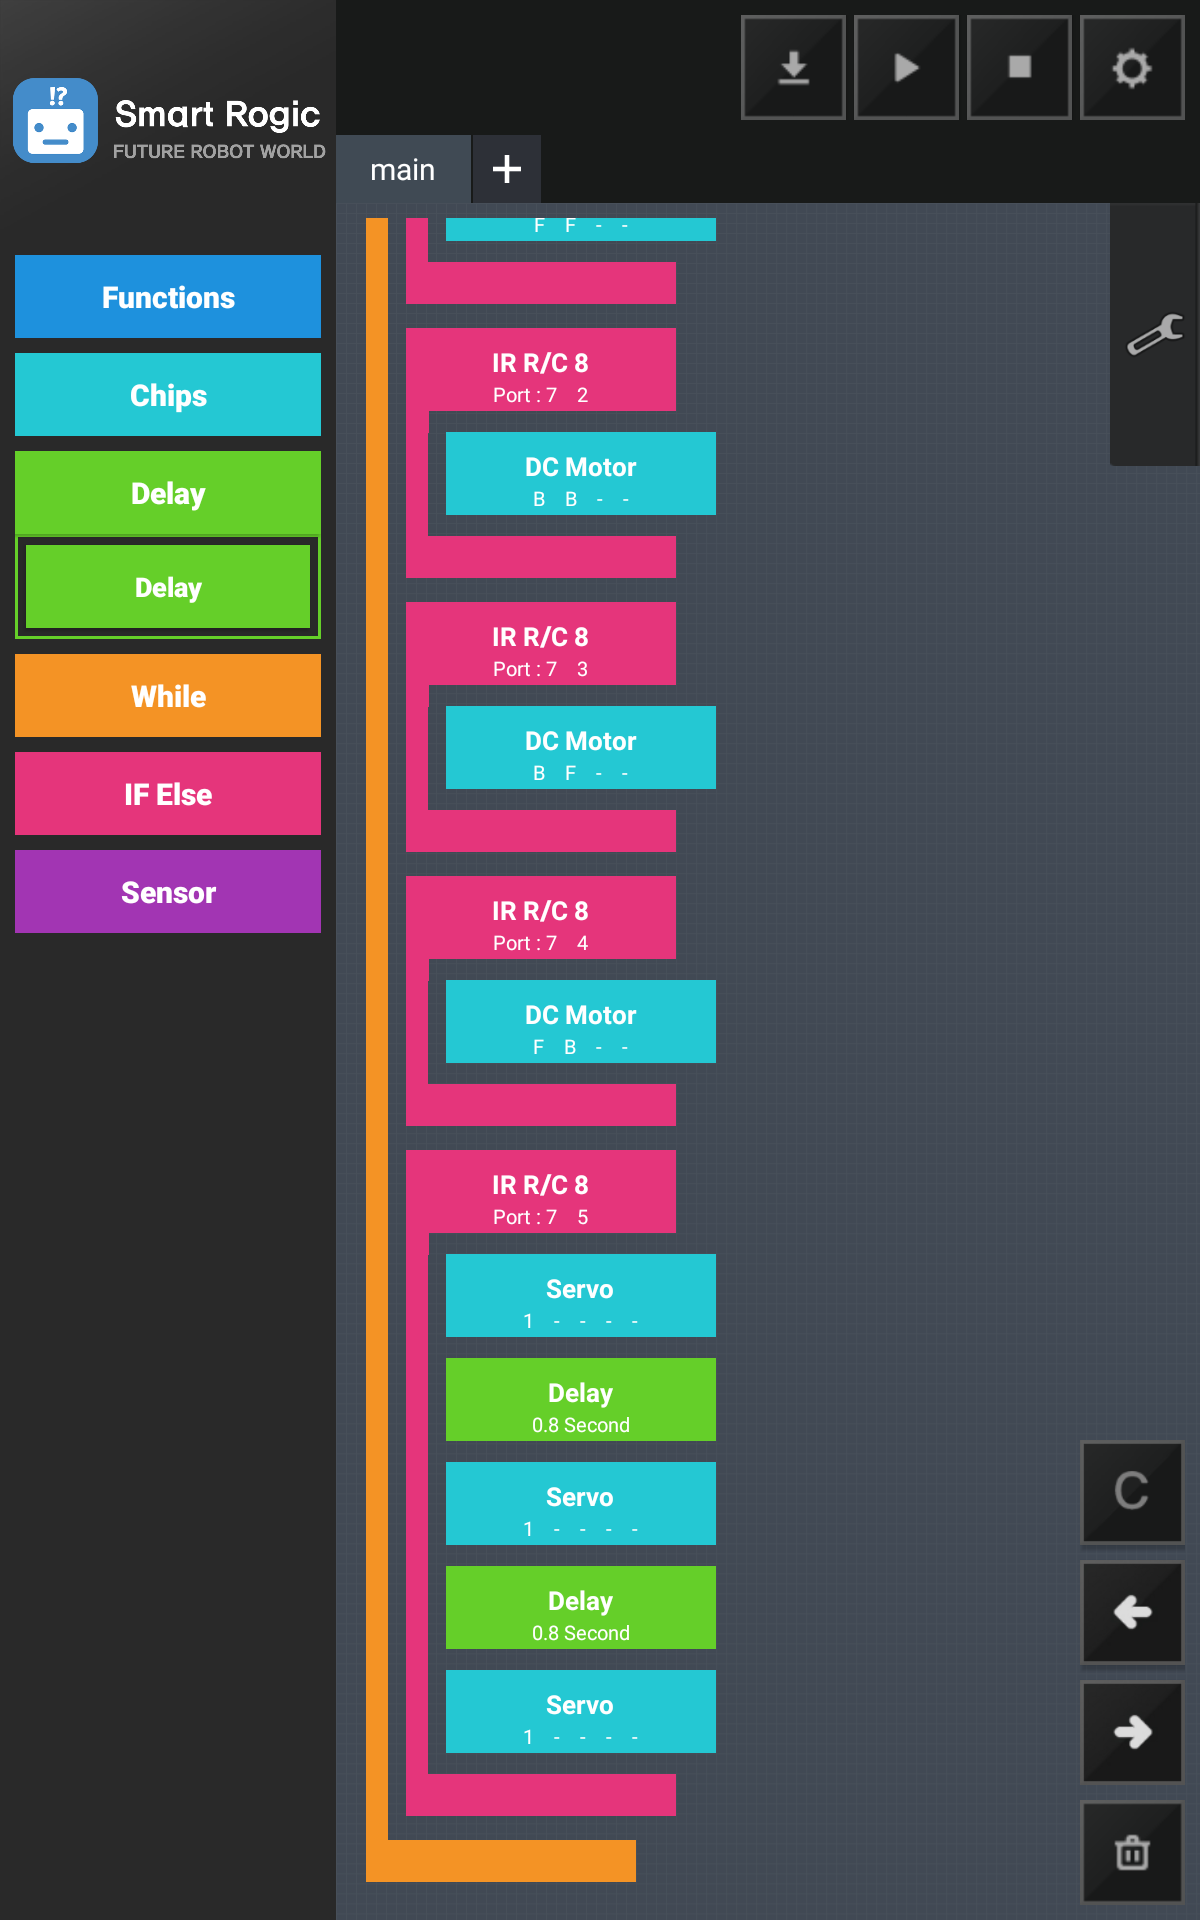 !?
Smart Rogic
FUTURE ROBOT WORLD
main +
Functions
Chips
Delay
Delay
While
IF Else
Sensor
F F - -
IR R/C 8
Port : 7 2
DC Motor
B B - -
IR R/C 8
Port : 7 3
DC Motor
B F - -
IR R/C 8
Port : 7 4
DC Motor
F B - -
IR R/C 8
Port : 7 5
Servo
1 - - - -
Delay
0.8 Second
Servo
1 - - - -
Delay
0.8 Second
Servo
1 - - - -
C